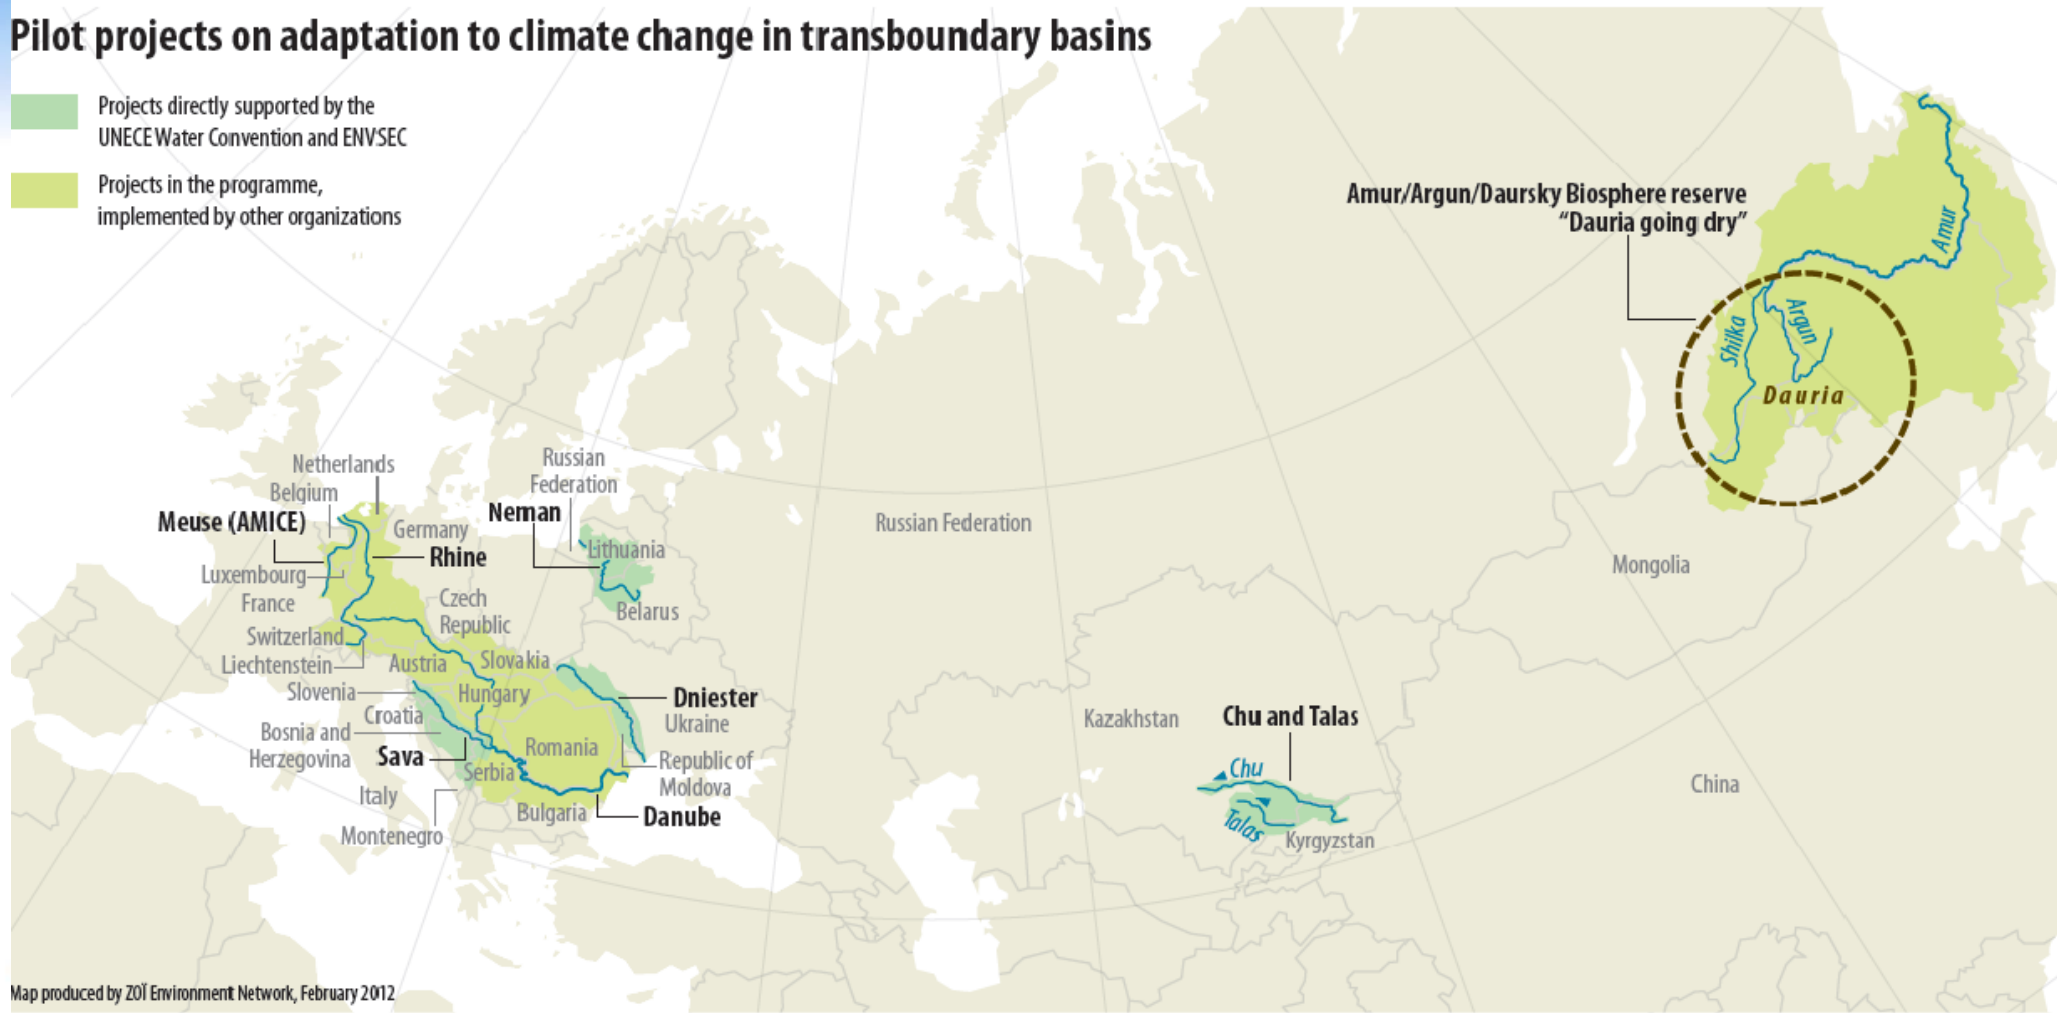 Pilot projects on adaptation to climate change in transboundary basins
Projects directly supported by the
UNECE Water Convention and ENVSEC
Projects in the programme,
implemented by other organizations
Amur/Argun/Daursky Biosphere reserve
“Dauria going dry”
Amur
Argun
Shilka
Dauria
Netherlands
Belgium
Meuse (AMICE)
Germany
Rhine
Luxembourg
France
Czech
Republic
Switzerland
Liechtenstein
Austria
Slovakia
Slovenia
Hungary
Croatia
Bosnia and
Herzegovina
Sava
Serbia
Romania
Italy
Montenegro
Bulgaria
Danube
Russian
Federation
Neman
Lithuania
Belarus
Dniester
Ukraine
Republic of
Moldova
Russian Federation
Kazakhstan
Chu and Talas
Chu
Talas
Kyrgyzstan
Mongolia
China
Map produced by ZOÏ Environment Network, February 2012